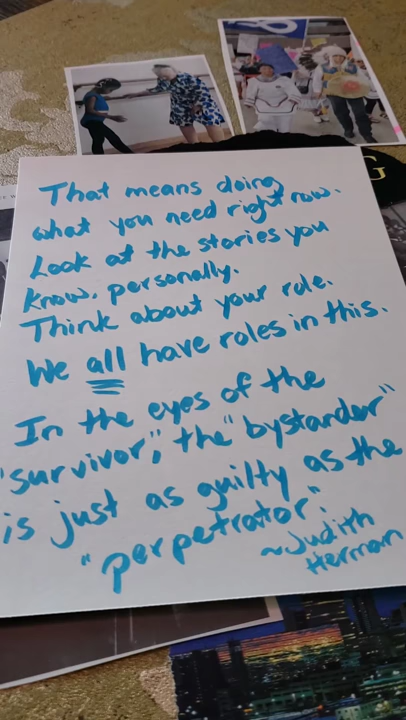 That means doing
what you need right now.
Look at the stories you
know, personally.
Think about your role.
We all have roles in this.
In the eyes of the
"survivor," the "bystander"
is just as guilty as the
"perpetrator".
~Judith
Herman
G